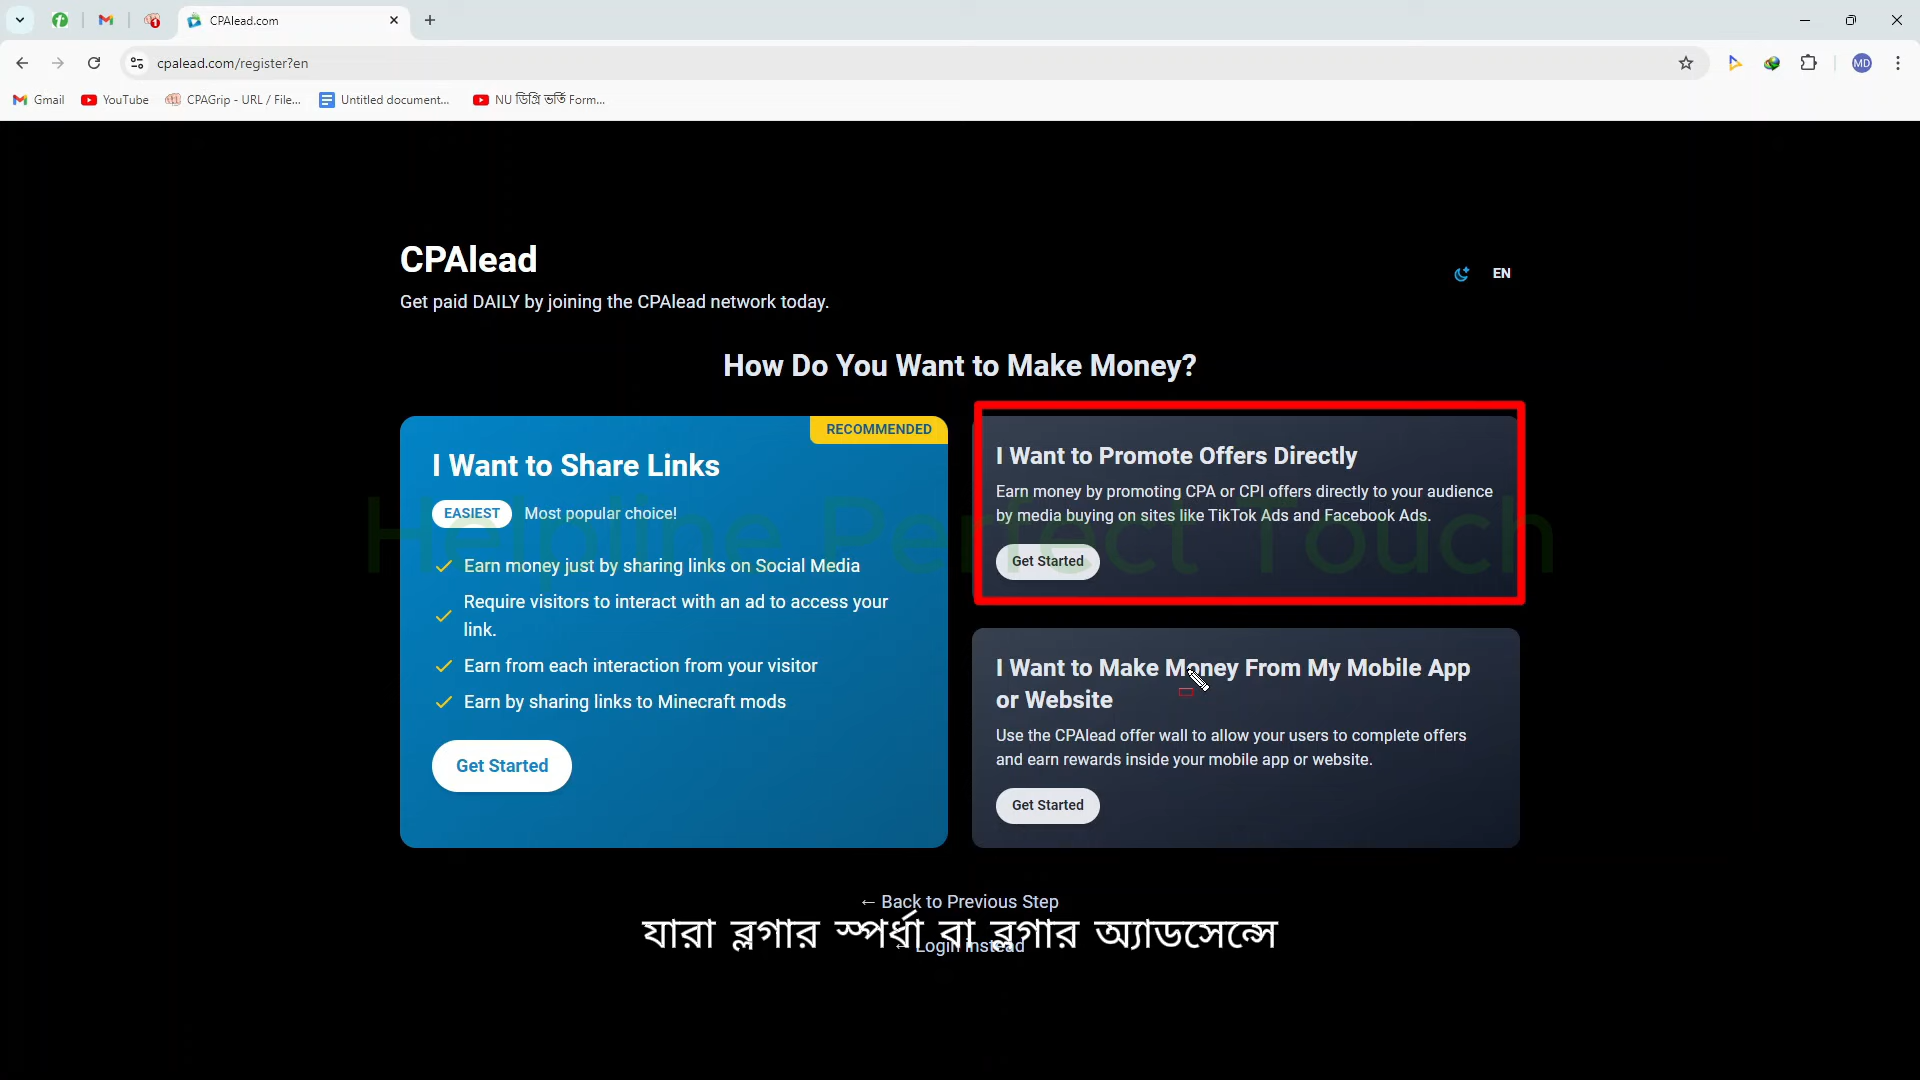 CPAlead.com
cpalead.com/register?en
MD
Gmail
YouTube
CPAGrip - URL / File...
Untitled document...
NU ডিগ্রি ভর্তি Form...
CPAlead
EN
Get paid DAILY by joining the CPAlead network today.
How Do You Want to Make Money?
RECOMMENDED
I Want to Share Links
EASIEST Most popular choice!
Earn money just by sharing links on Social Media
Require visitors to interact with an ad to access your
link.
Earn from each interaction from your visitor
Earn by sharing links to Minecraft mods
Get Started
I Want to Promote Offers Directly
Earn money by promoting CPA or CPI offers directly to your audience
by media buying on sites like TikTok Ads and Facebook Ads.
Get Started
I Want to Make Money From My Mobile App
or Website
Use the CPAlead offer wall to allow your users to complete offers
and earn rewards inside your mobile app or website.
Get Started
Helpline Perfect Touch
← Back to Previous Step
← Login instead
যারা ব্লগার স্পর্ধা বা ব্লগার অ্যাডসেন্সে